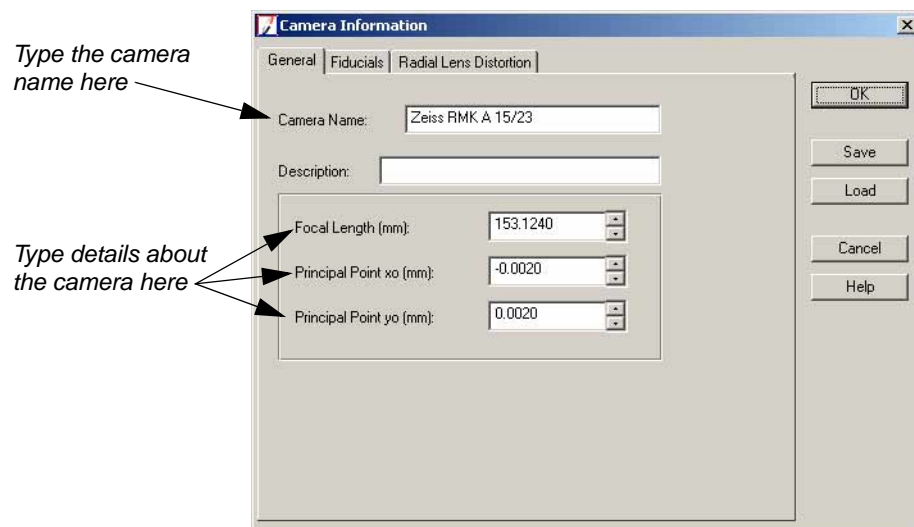 Camera Information
Type the camera
name here
General
Fiducials
Radial Lens Distortion
OK
Camera Name:
Zeiss RMK A 15/23
Save
Description:
Load
Type details about
the camera here
Focal Length (mm):
153.1240
Cancel
Principal Point xo (mm):
-0.0020
Help
Principal Point yo (mm):
0.0020